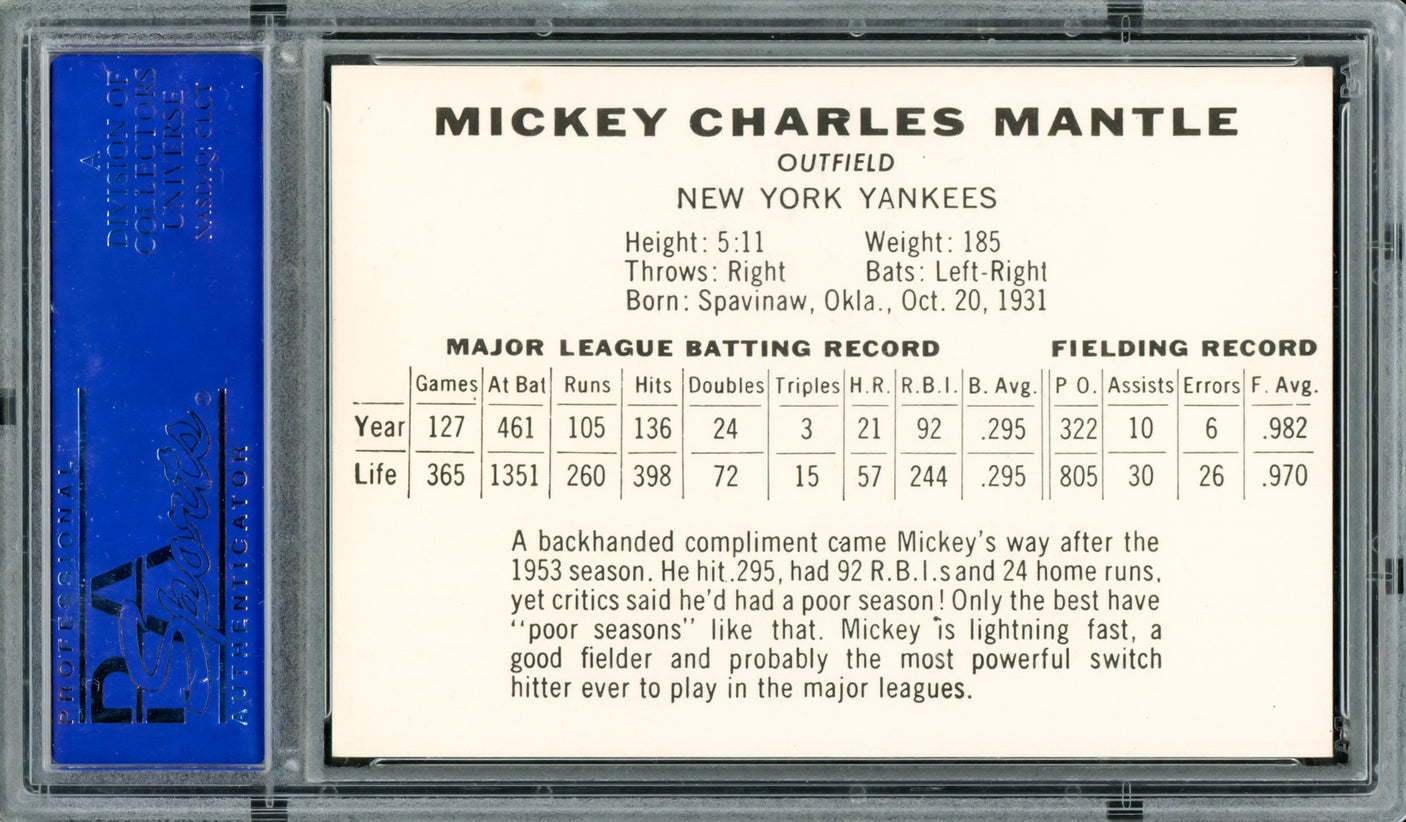 A
DIVISION OF
COLLECTORS
UNIVERSE
NASDAQ: CLCT
PROFESSIONAL
PSA
Sports®
AUTHENTICATOR
MICKEY CHARLES MANTLE
OUTFIELD
NEW YORK YANKEES
Height: 5:11 Weight: 185
Throws: Right Bats: Left-Right
Born: Spavinaw, Okla., Oct. 20, 1931
MAJOR LEAGUE BATTING RECORD FIELDING RECORD
Games At Bat Runs Hits Doubles Triples H.R. R.B.I. B. Avg. P O. Assists Errors F. Avg.
Year 127 461 105 136 24 3 21 92 .295 322 10 6 .982
Life 365 1351 260 398 72 15 57 244 .295 805 30 26 .970
A backhanded compliment came Mickey's way after the
1953 season. He hit .295, had 92 R.B.I.s and 24 home runs,
yet critics said he'd had a poor season! Only the best have
"poor seasons" like that. Mickey is lightning fast, a
good fielder and probably the most powerful switch
hitter ever to play in the major leagues.